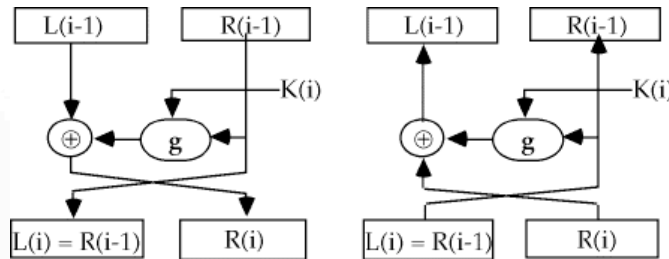 L(i-1) R(i-1) L(i-1) R(i-1)
K(i) K(i)
⊕ g ⊕ g
L(i) = R(i-1) R(i) L(i) = R(i-1) R(i)